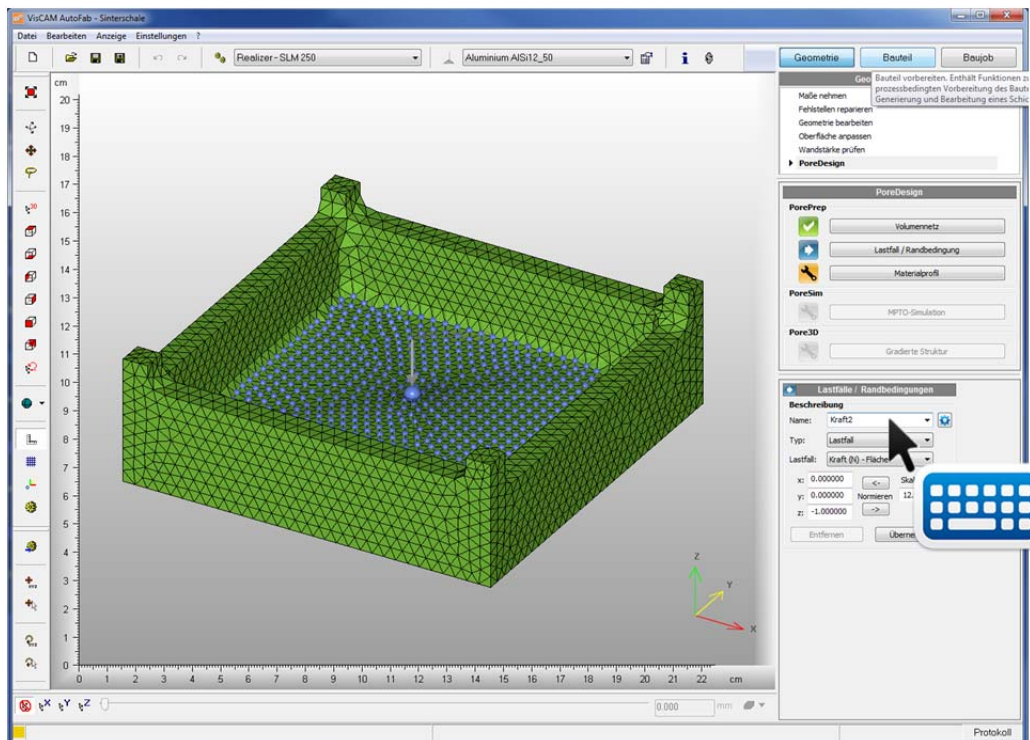 VisCAM AutoFab - Sinterschale
Datei Bearbeiten Anzeige Einstellungen ?
Realizer - SLM 250
Aluminium AlSi12_50
Geometrie
Bauteil
Baujob
Geo
Bauteil vorbereiten. Enthält Funktionen z
prozessbedingten Vorbereitung des Baute
Generierung und Bearbeitung eines Schic
Maße nehmen
Fehlstellen reparieren
Geometrie bearbeiten
Oberfläche anpassen
Wandstärke prüfen
PoreDesign
PoreDesign
PorePrep
Volumennetz
Lastfall / Randbedingung
Materialprofil
PoreSim
MPTO-Simulation
Pore3D
Gradierte Struktur
Lastfälle / Randbedingungen
Beschreibung
Name: Kraft2
Typ: Lastfall
Lastfall: Kraft (N) - Fläche
x: 0.000000 <- Skal
y: 0.000000 Normieren 12.
z: -1.000000 ->
Entfernen Überne
cm
20
19
18
17
16
15
14
13
12
11
10
9
8
7
6
5
4
3
2
1
0
0 1 2 3 4 5 6 7 8 9 10 11 12 13 14 15 16 17 18 19 20 21 22 cm
Z
Y
X
3D
X Y Z
0.000 mm
Protokoll